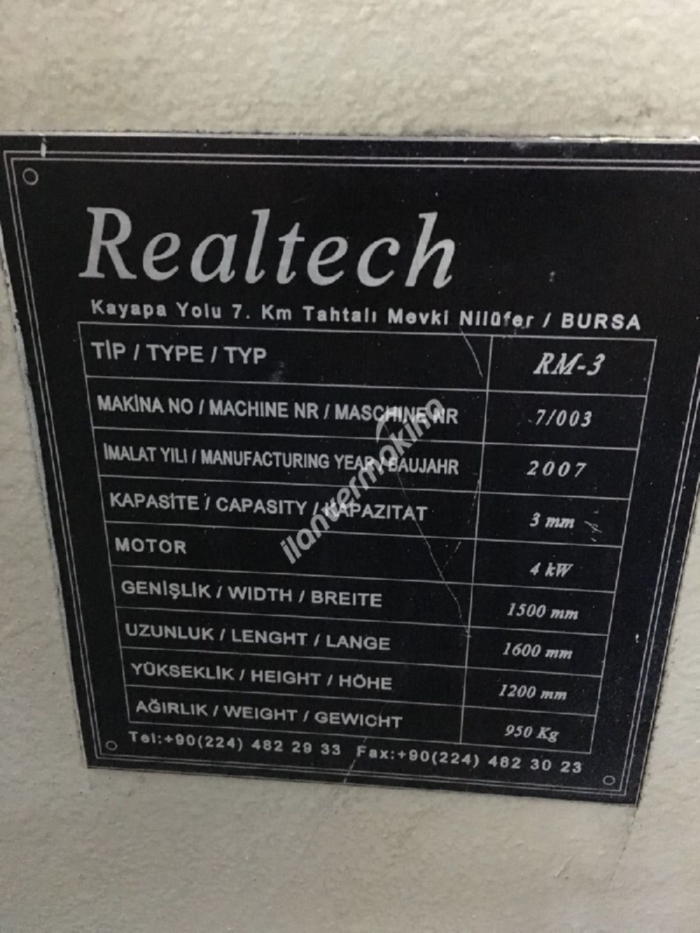 Realtech
Kayapa Yolu 7. Km Tahtalı Mevki Nilüfer / BURSA
TİP / TYPE / TYP RM-3
MAKİNA NO / MACHINE NR / MASCHINE NR 7/003
İMALAT YILI / MANUFACTURING YEAR / BAUJAHR 2007
KAPASİTE / CAPASITY / KAPAZITAT 3 mm
MOTOR 4 kW
GENİŞLİK / WIDTH / BREITE 1500 mm
UZUNLUK / LENGHT / LANGE 1600 mm
YÜKSEKLİK / HEIGHT / HÖHE 1200 mm
AĞIRLIK / WEIGHT / GEWICHT 950 Kg
Tel:+90(224) 482 29 33 Fax:+90(224) 482 30 23
ilanvermakina